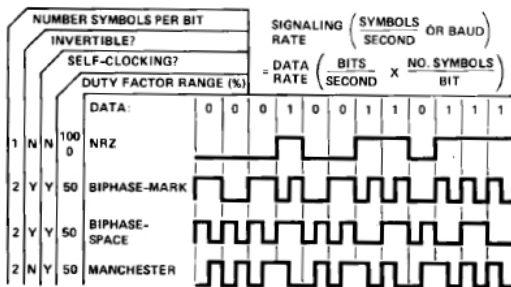 NUMBER SYMBOLS PER BIT
INVERTIBLE?
SELF-CLOCKING?
DUTY FACTOR RANGE (%)
SIGNALING RATE (SYMBOLS/SECOND OR BAUD)
= DATA RATE (BITS/SECOND X NO. SYMBOLS/BIT)
DATA: 0 0 0 1 0 0 1 1 0 1 1 1
1 N N 100 0 NRZ
2 Y Y 50 BIPHASE-MARK
2 Y Y 50 BIPHASE-SPACE
2 N Y 50 MANCHESTER